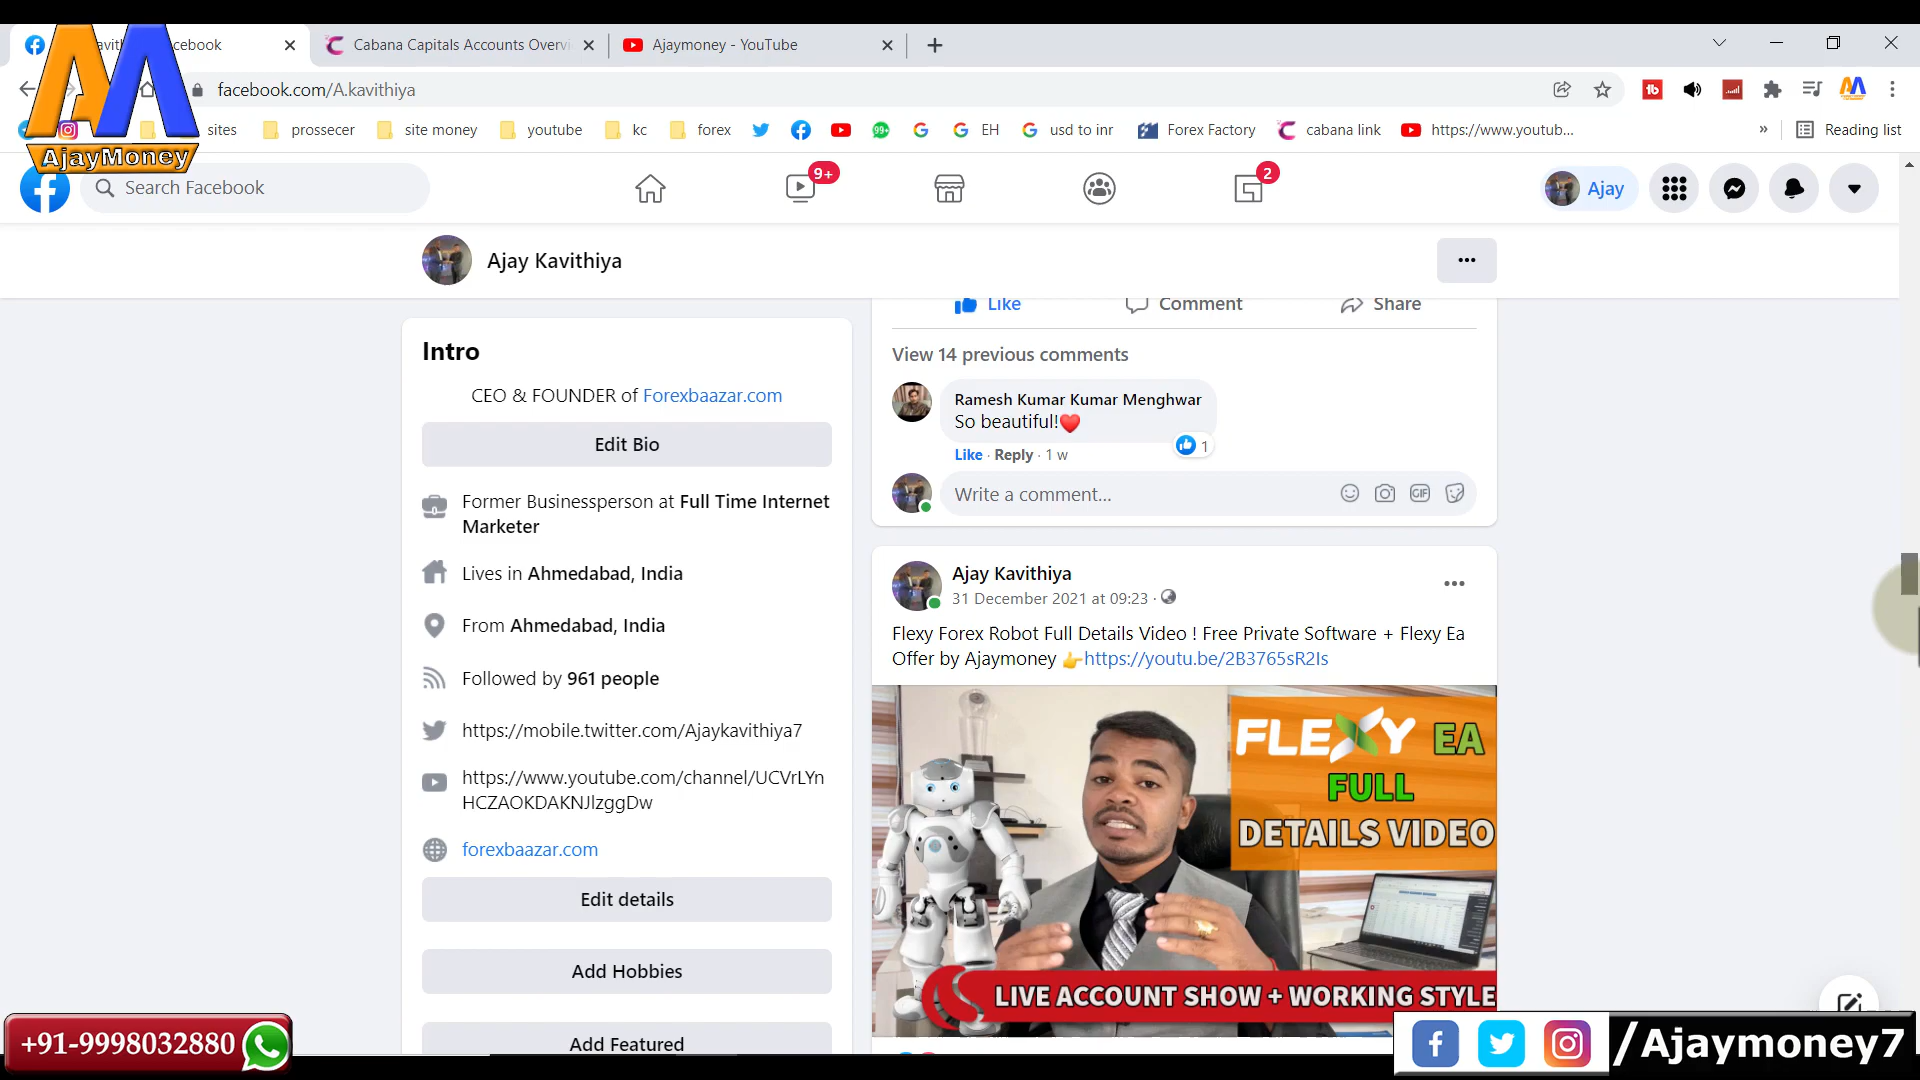 Cabana Capitals Accounts Overvi
Ajaymoney - YouTube
facebook.com/A.kavithiya
sites
prossecer
site money
youtube
kc
forex
EH
usd to inr
Forex Factory
cabana link
https://www.youtub...
Reading list
AjayMoney
Search Facebook
9+
2
Ajay
Ajay Kavithiya
Like
Comment
Share
View 14 previous comments
Ramesh Kumar Kumar Menghwar
So beautiful!❤️
1
Like · Reply · 1 w
Write a comment...
GIF
Intro
CEO & FOUNDER of Forexbaazar.com
Edit Bio
Former Businessperson at Full Time Internet
Marketer
Lives in Ahmedabad, India
From Ahmedabad, India
Followed by 961 people
https://mobile.twitter.com/Ajaykavithiya7
https://www.youtube.com/channel/UCVrLYn
HCZAOKDAKNJlzggDw
forexbaazar.com
Edit details
Add Hobbies
Add Featured
Ajay Kavithiya
31 December 2021 at 09:23 ·
Flexy Forex Robot Full Details Video ! Free Private Software + Flexy Ea
Offer by Ajaymoney 👉https://youtu.be/2B3765sR2Is
FLEXY EA
FULL
DETAILS VIDEO
LIVE ACCOUNT SHOW + WORKING STYLE
+91-9998032880
/Ajaymoney7